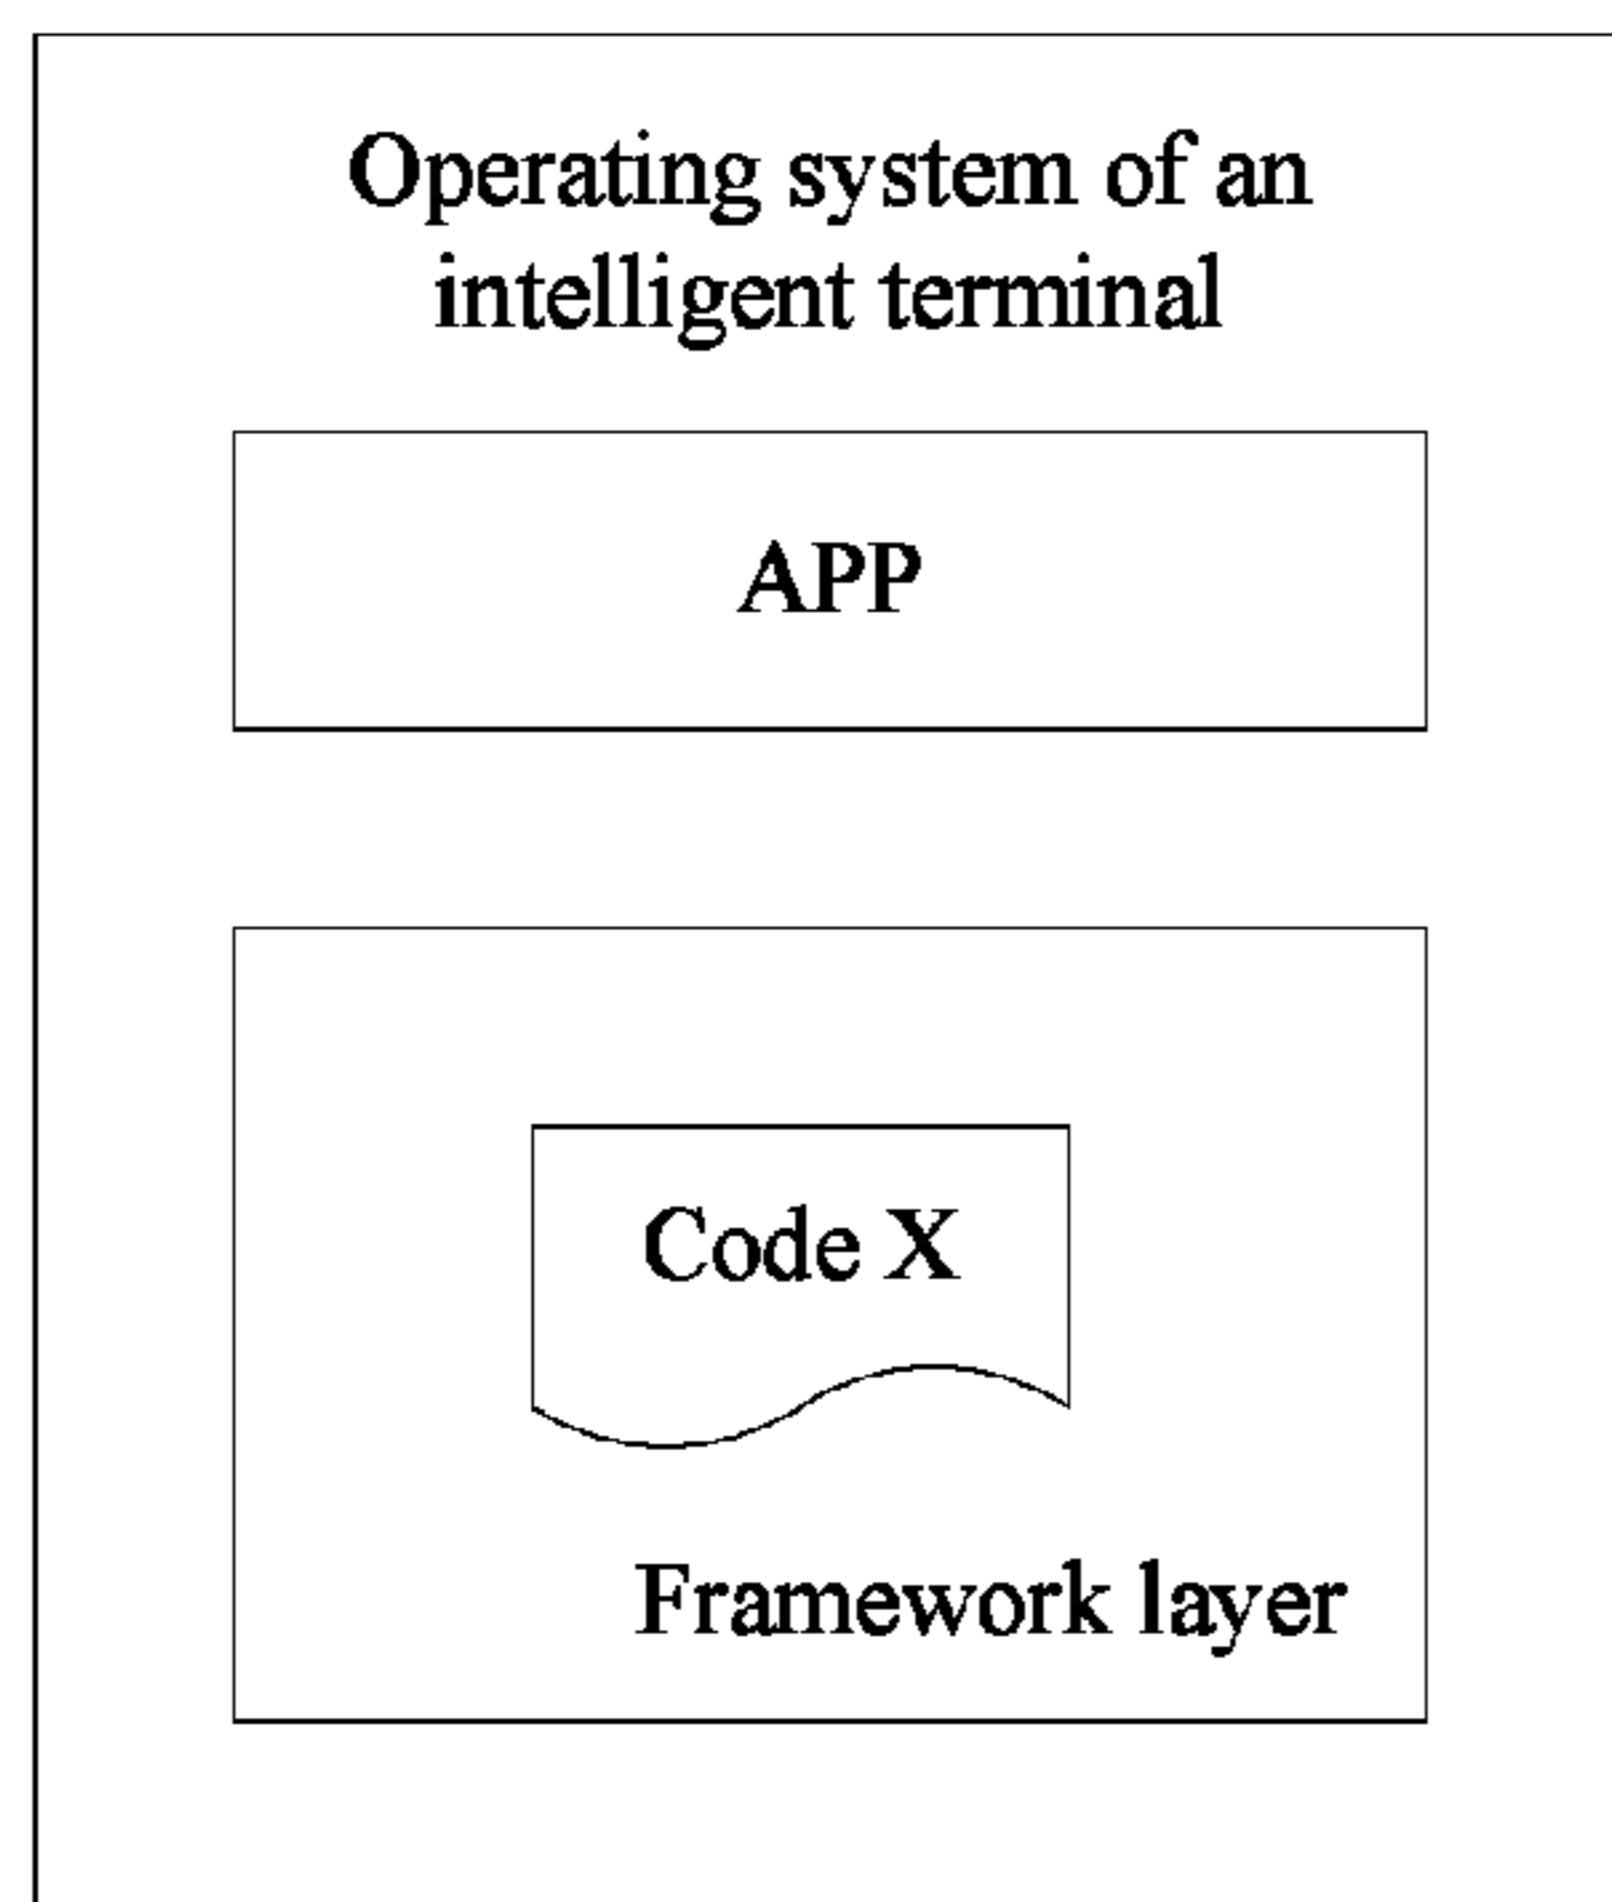 Operating system of an
intelligent terminal
APP
Code X
Framework layer